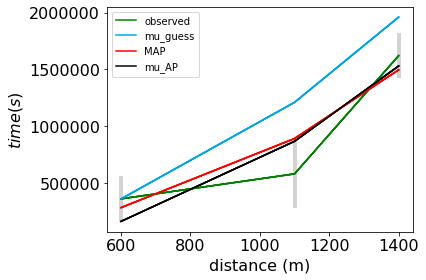 2000000
1500000
1000000
500000
time(s)
observed
mu_guess
MAP
mu_AP
600
800
1000
1200
1400
distance (m)